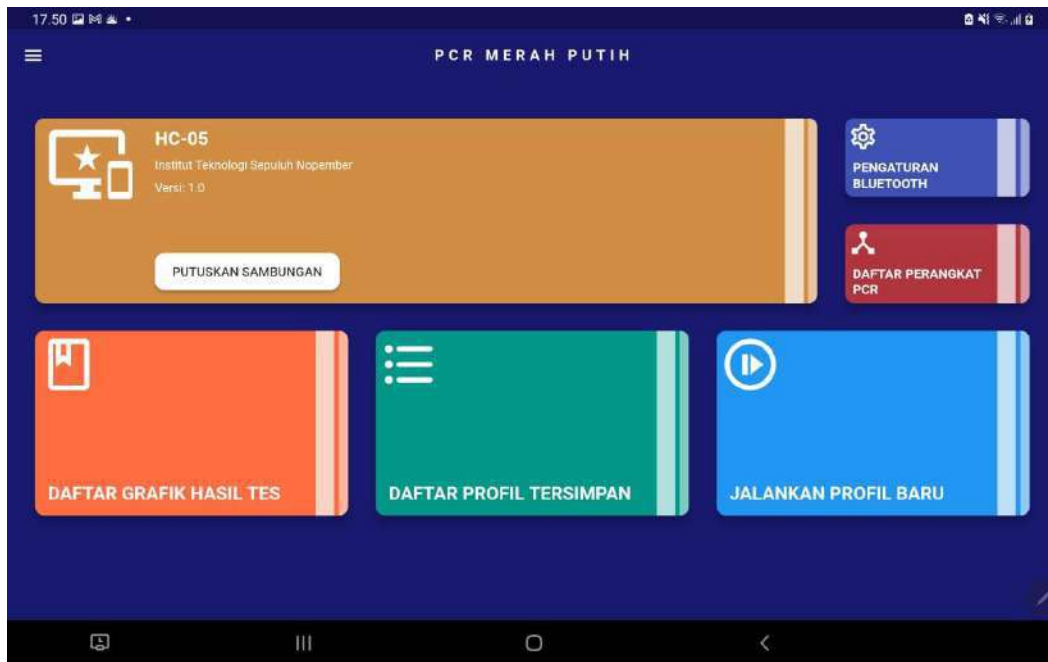 17.50
PCR MERAH PUTIH
HC-05
Institut Teknologi Sepuluh Nopember
Versi: 1.0
PUTUSKAN SAMBUNGAN
PENGATURAN
BLUETOOTH
DAFTAR PERANGKAT
PCR
DAFTAR GRAFIK HASIL TES
DAFTAR PROFIL TERSIMPAN
JALANKAN PROFIL BARU